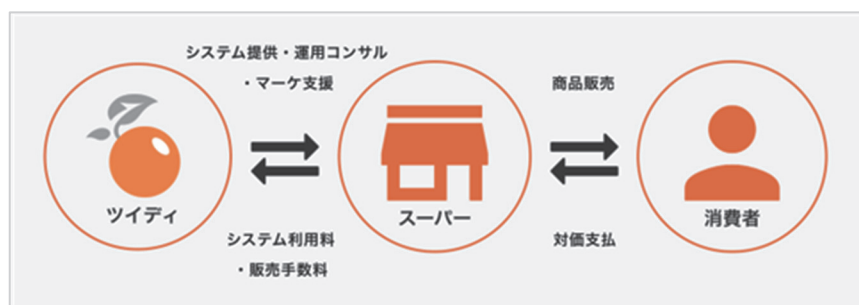 システム提供・運用コンサル
・マーケ支援
商品販売
ツイディ
スーパー
消費者
システム利用料
・販売手数料
対価支払